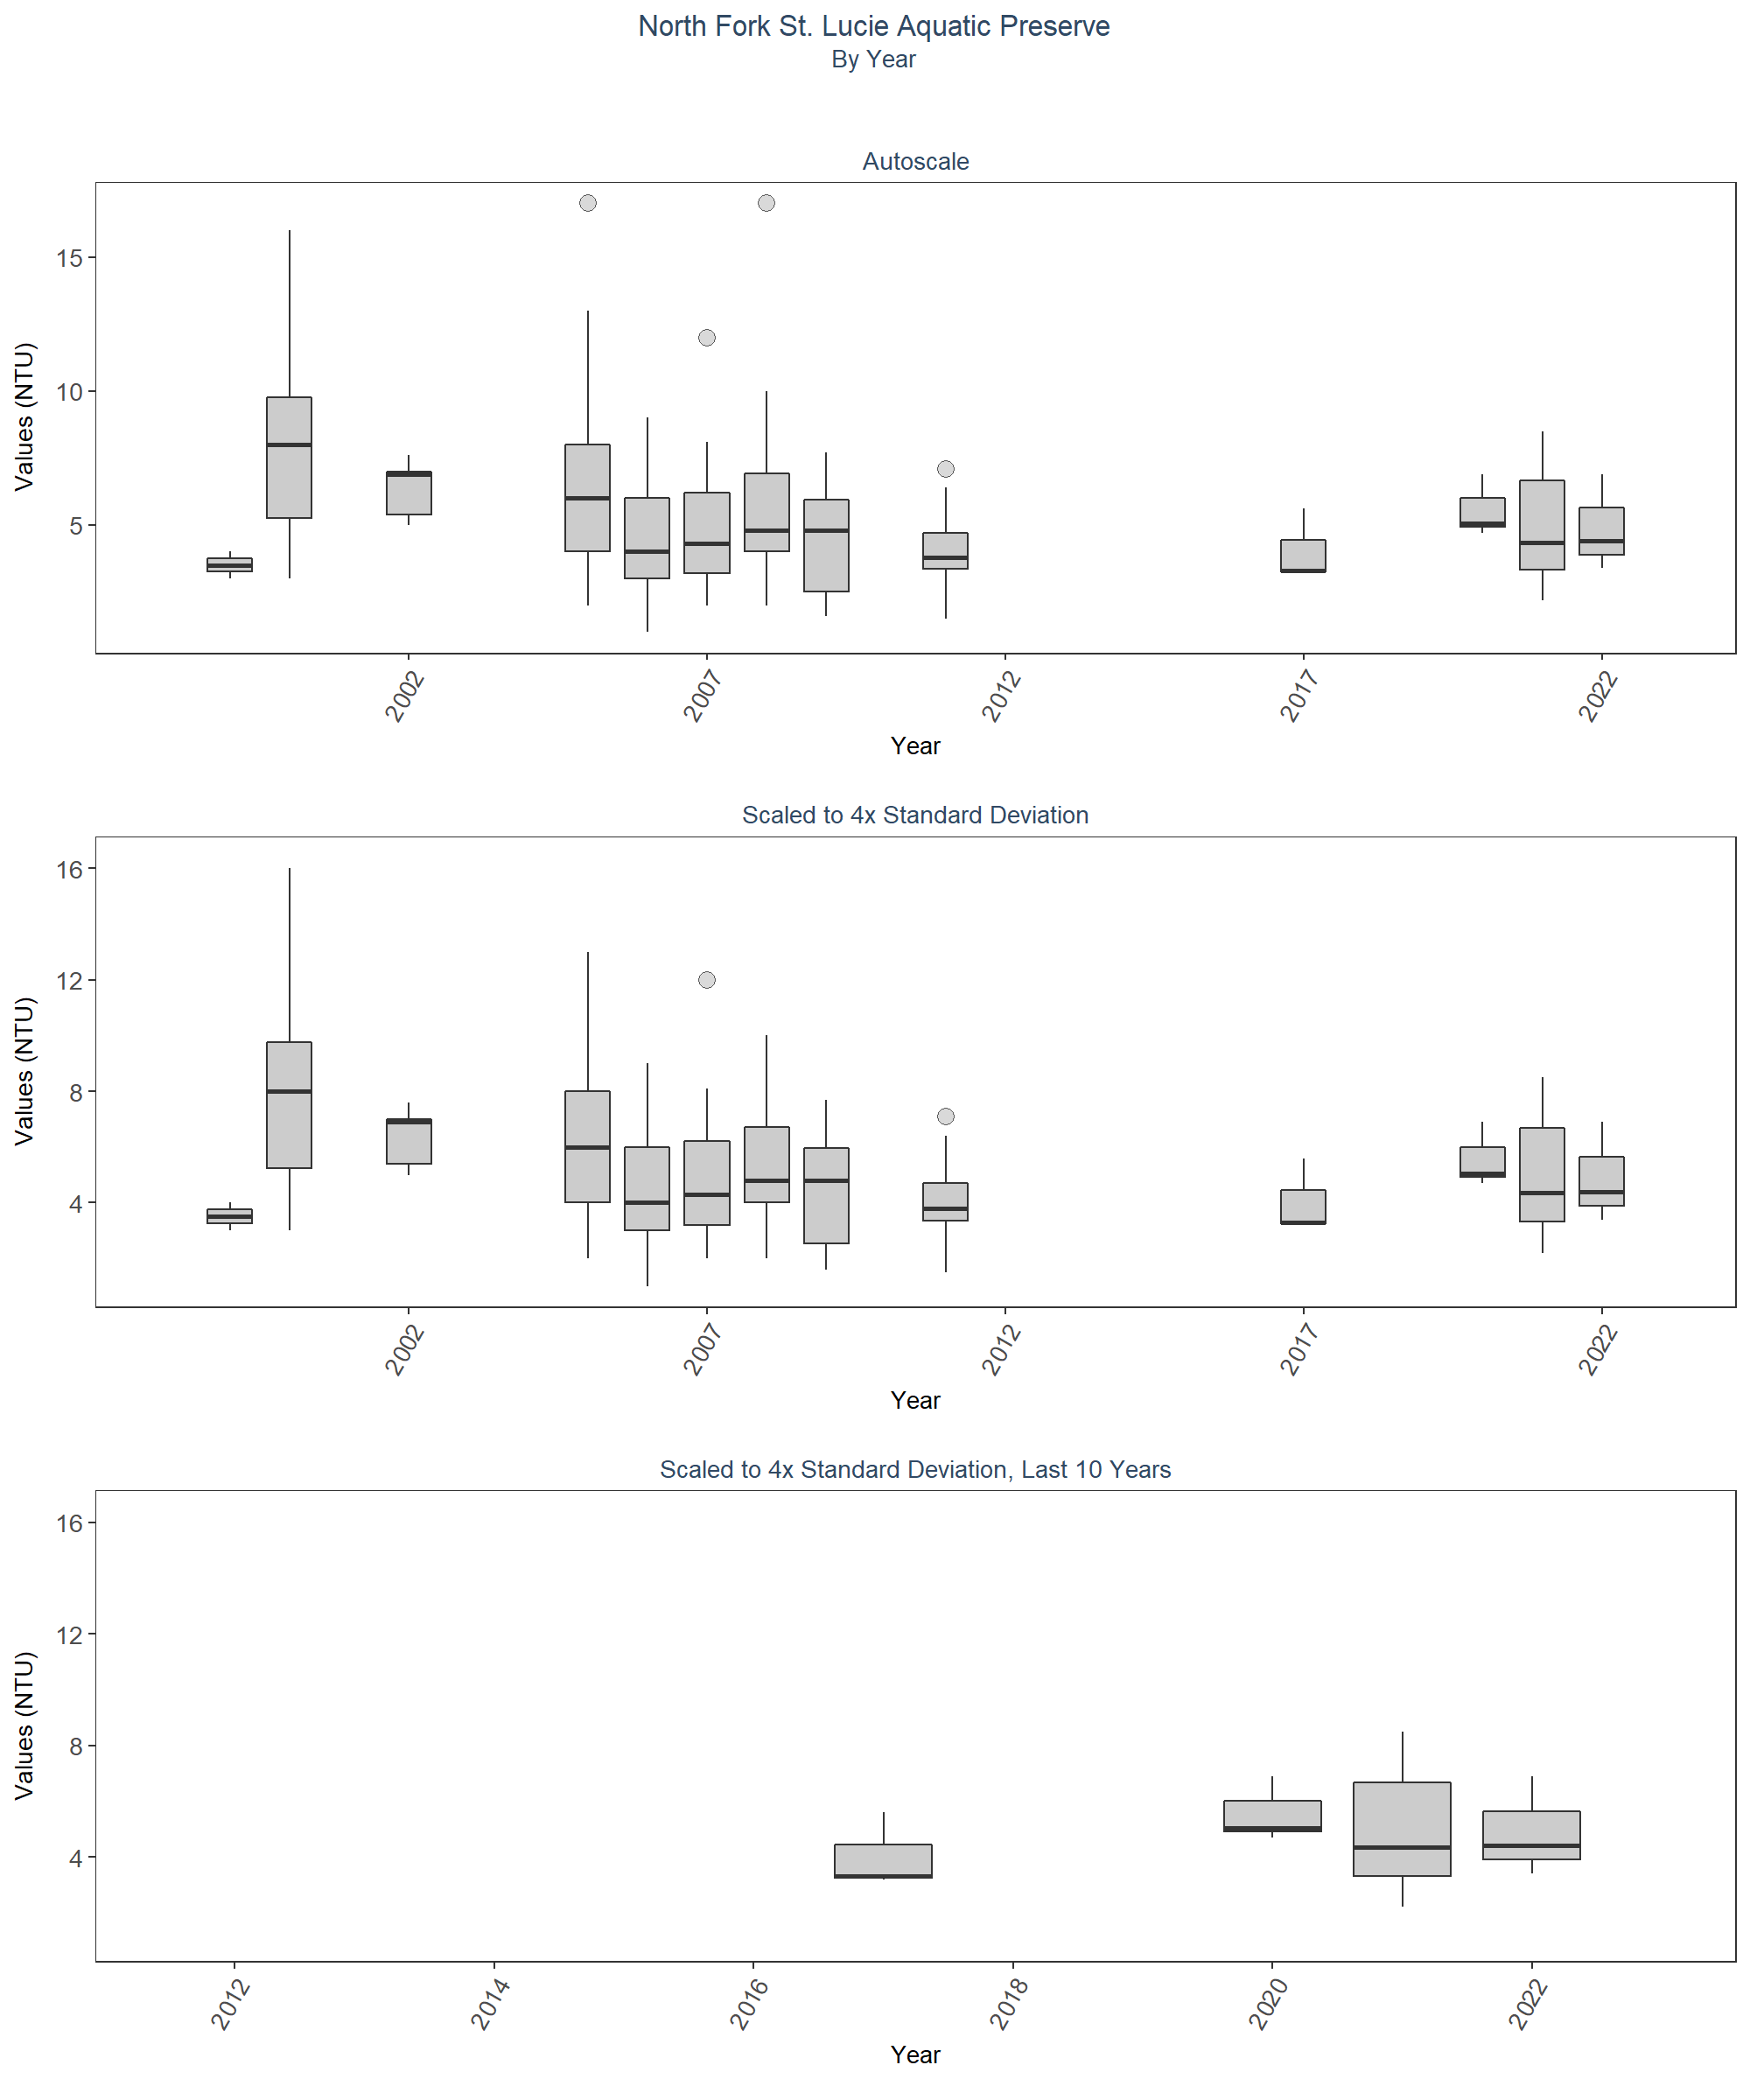 North Fork St. Lucie Aquatic Preserve
By Year
Autoscale
Values (NTU)
15
10
5
2002
2007
2012
2017
2022
Year
Scaled to 4x Standard Deviation
Values (NTU)
16
12
8
4
2002
2007
2012
2017
2022
Year
Scaled to 4x Standard Deviation, Last 10 Years
Values (NTU)
16
12
8
4
2012
2014
2016
2018
2020
2022
Year